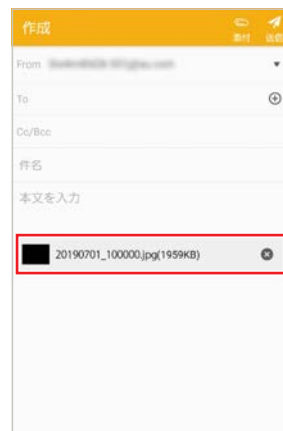 作成
添付 送信
From
To
Cc/Bcc
件名
本文を入力
20190701_100000.jpg(1959KB)